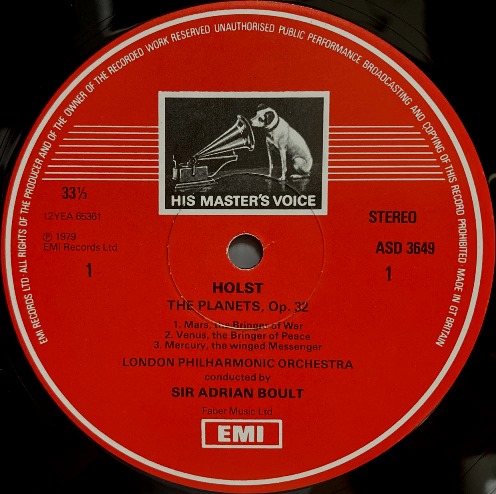 EMI RECORDS LTD ALL RIGHTS OF THE PRODUCER AND OF THE OWNER OF THE RECORDED WORK RESERVED UNAUTHORISED PUBLIC PERFORMANCE BROADCASTING AND COPYING OF THIS RECORD PROHIBITED MADE IN GT BRITAIN
HIS MASTER'S VOICE
33⅓
12YEA 65361
STEREO
℗ 1979
EMI Records Ltd.
ASD 3649
1
1
HOLST
THE PLANETS, Op. 32
1. Mars, the Bringer of War
2. Venus, the Bringer of Peace
3. Mercury, the winged Messenger
LONDON PHILHARMONIC ORCHESTRA
conducted by
SIR ADRIAN BOULT
Faber Music Ltd
EMI